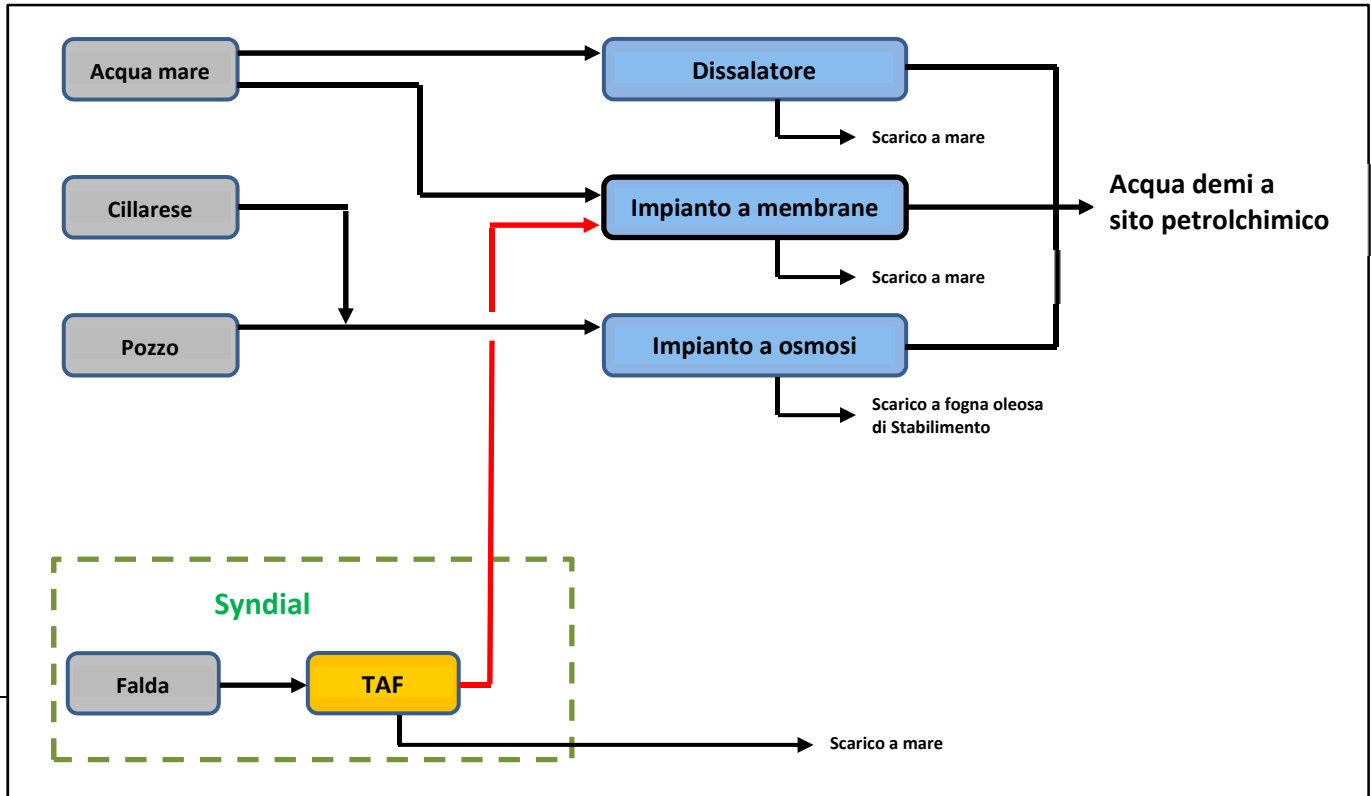 Acqua mare
Dissalatore
Scarico a mare
Cillarese
Impianto a membrane
Acqua demi a
sito petrolchimico
Scarico a mare
Pozzo
Impianto a osmosi
Scarico a fogna oleosa
di Stabilimento
Syndial
Falda
TAF
Scarico a mare